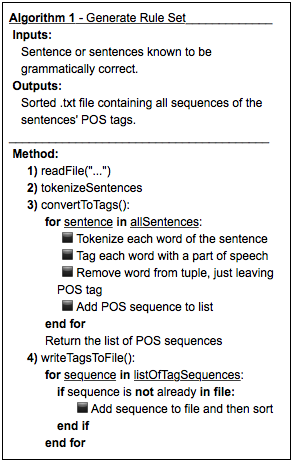 Algorithm 1 - Generate Rule Set
Inputs:
Sentence or sentences known to be
grammatically correct.
Outputs:
Sorted .txt file containing all sequences of the
sentences' POS tags.
Method:
1) readFile("...")
2) tokenizeSentences
3) convertToTags():
for sentence in allSentences:
Tokenize each word of the sentence
Tag each word with a part of speech
Remove word from tuple, just leaving
POS tag
Add POS sequence to list
end for
Return the list of POS sequences
4) writeTagsToFile():
for sequence in listOfTagSequences:
if sequence is not already in file:
Add sequence to file and then sort
end if
end for